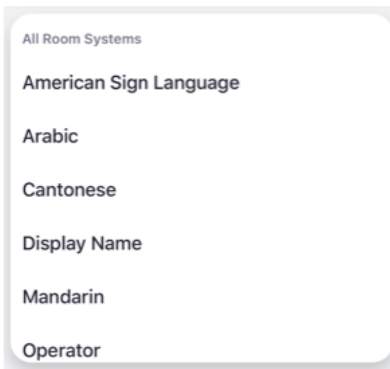 All Room Systems
American Sign Language
Arabic
Cantonese
Display Name
Mandarin
Operator